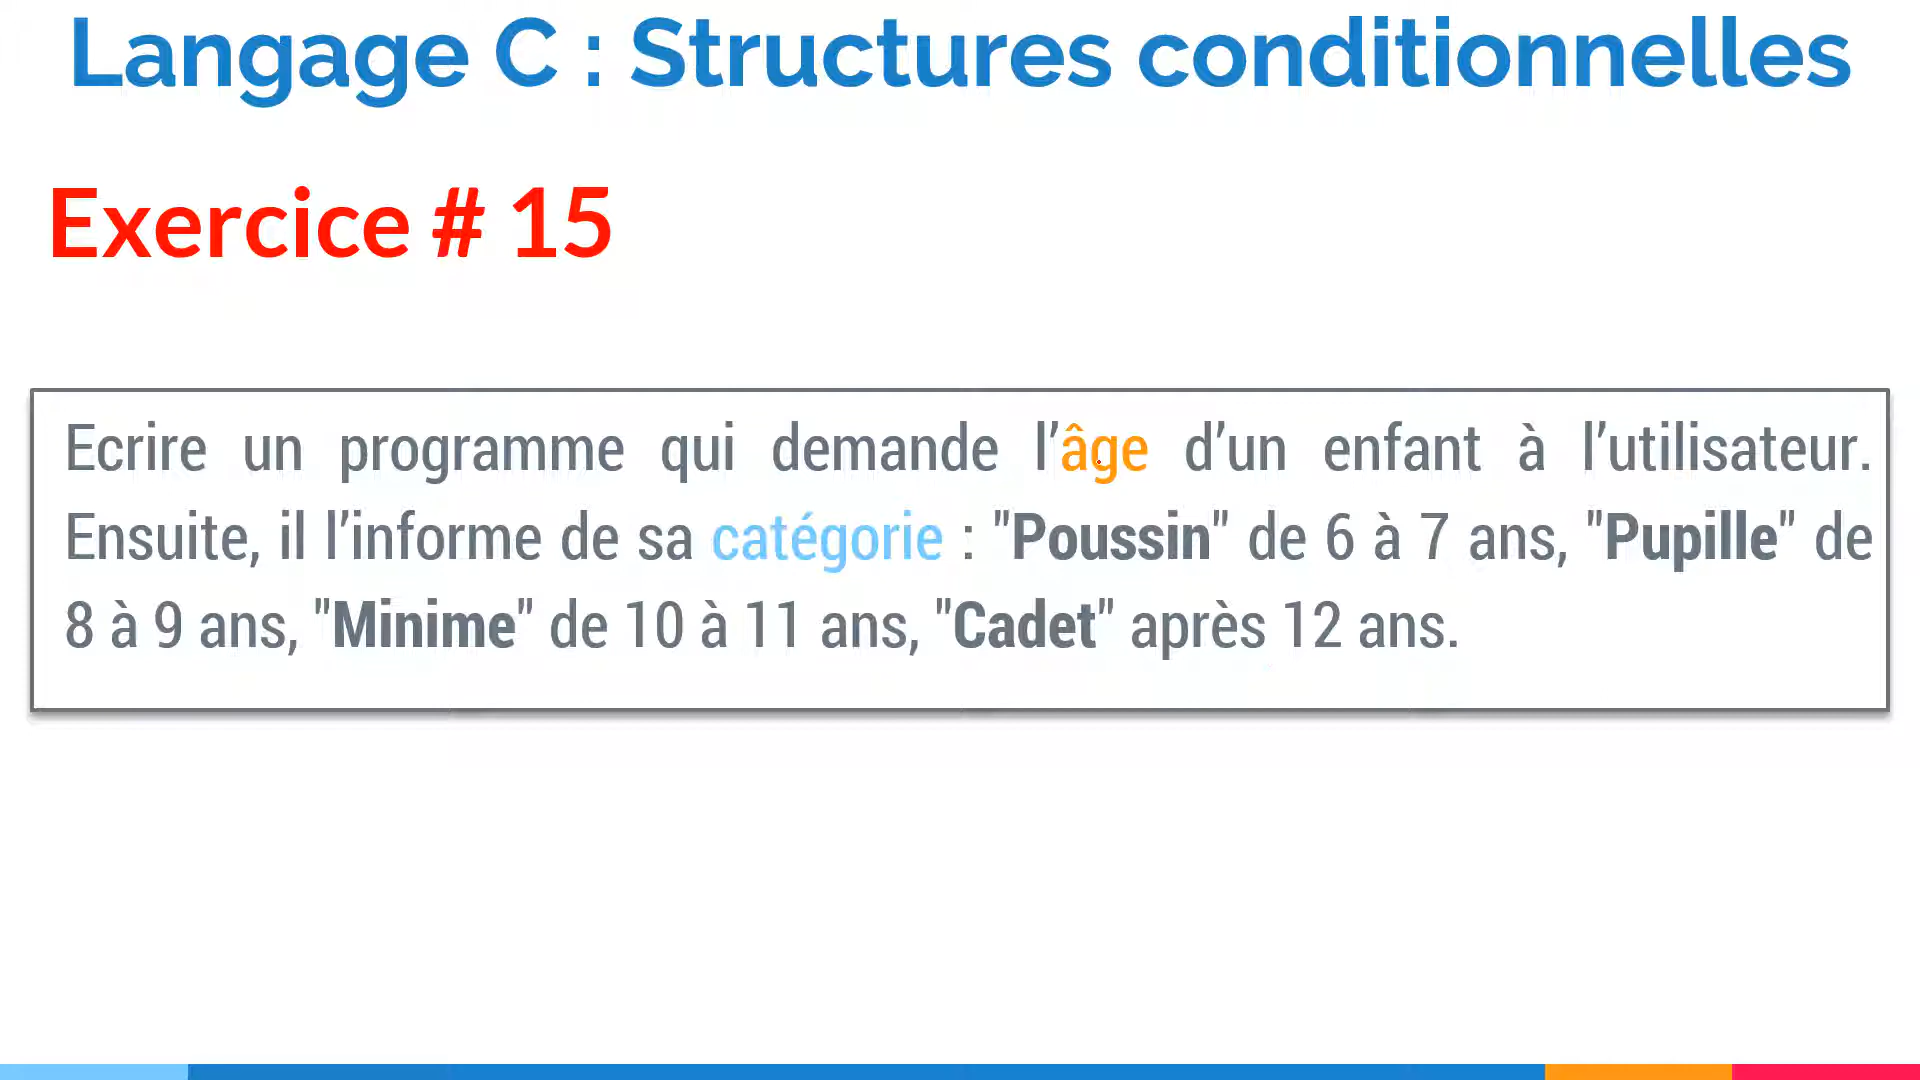 Langage C : Structures conditionnelles
Exercice # 15
Ecrire un programme qui demande l’âge d’un enfant à l’utilisateur.
Ensuite, il l’informe de sa catégorie : "Poussin" de 6 à 7 ans, "Pupille" de
8 à 9 ans, "Minime" de 10 à 11 ans, "Cadet" après 12 ans.